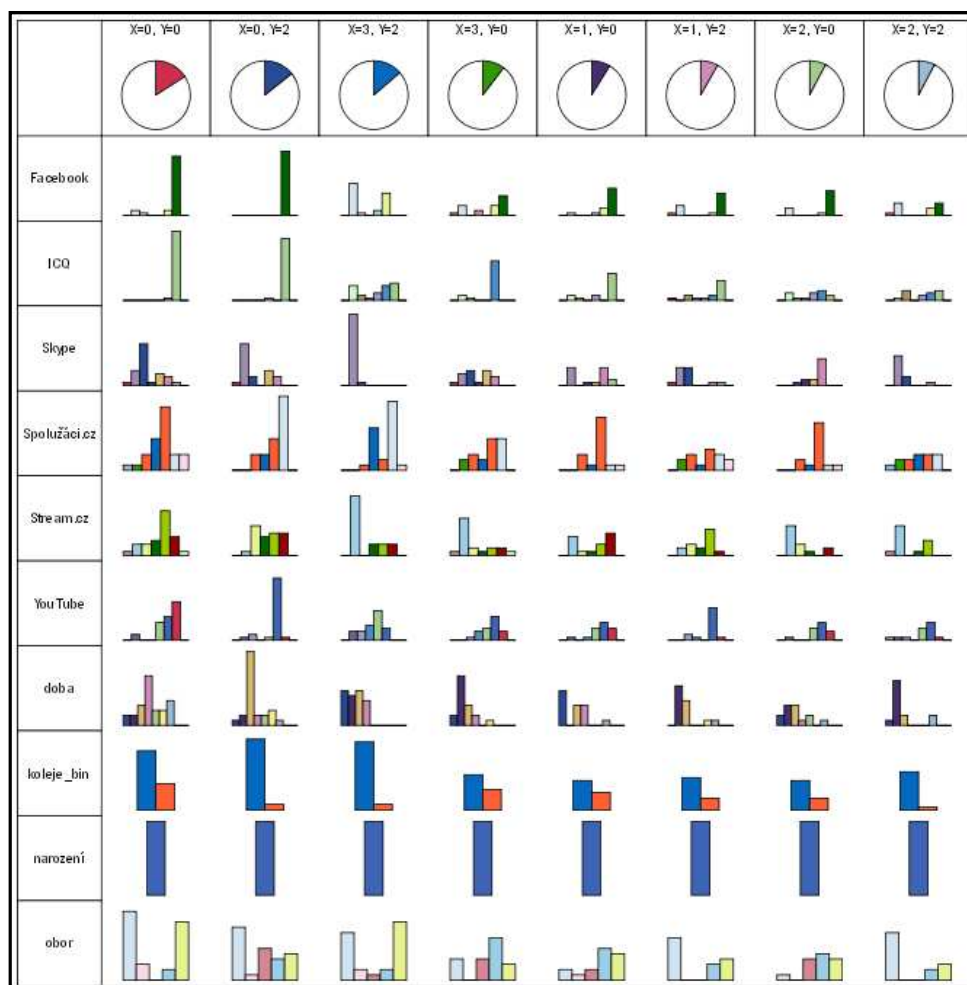 X=0, Y=0 X=0, Y=2 X=3, Y=2 X=3, Y=0 X=1, Y=0 X=1, Y=2 X=2, Y=0 X=2, Y=2
Facebook
ICQ
Skype
Spolužáci.cz
Stream.cz
YouTube
doba
koleje_bin
narození
obor